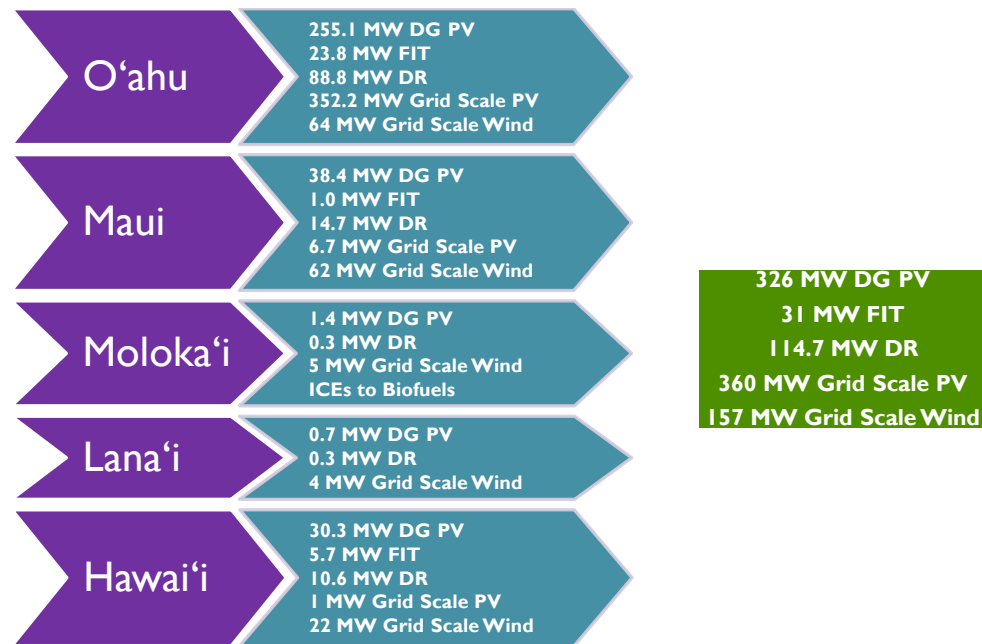 O‘ahu
255.1 MW DG PV
23.8 MW FIT
88.8 MW DR
352.2 MW Grid Scale PV
64 MW Grid Scale Wind
Maui
38.4 MW DG PV
1.0 MW FIT
14.7 MW DR
6.7 MW Grid Scale PV
62 MW Grid Scale Wind
Moloka‘i
1.4 MW DG PV
0.3 MW DR
5 MW Grid Scale Wind
ICEs to Biofuels
Lana‘i
0.7 MW DG PV
0.3 MW DR
4 MW Grid Scale Wind
Hawai‘i
30.3 MW DG PV
5.7 MW FIT
10.6 MW DR
1 MW Grid Scale PV
22 MW Grid Scale Wind
326 MW DG PV
31 MW FIT
114.7 MW DR
360 MW Grid Scale PV
157 MW Grid Scale Wind